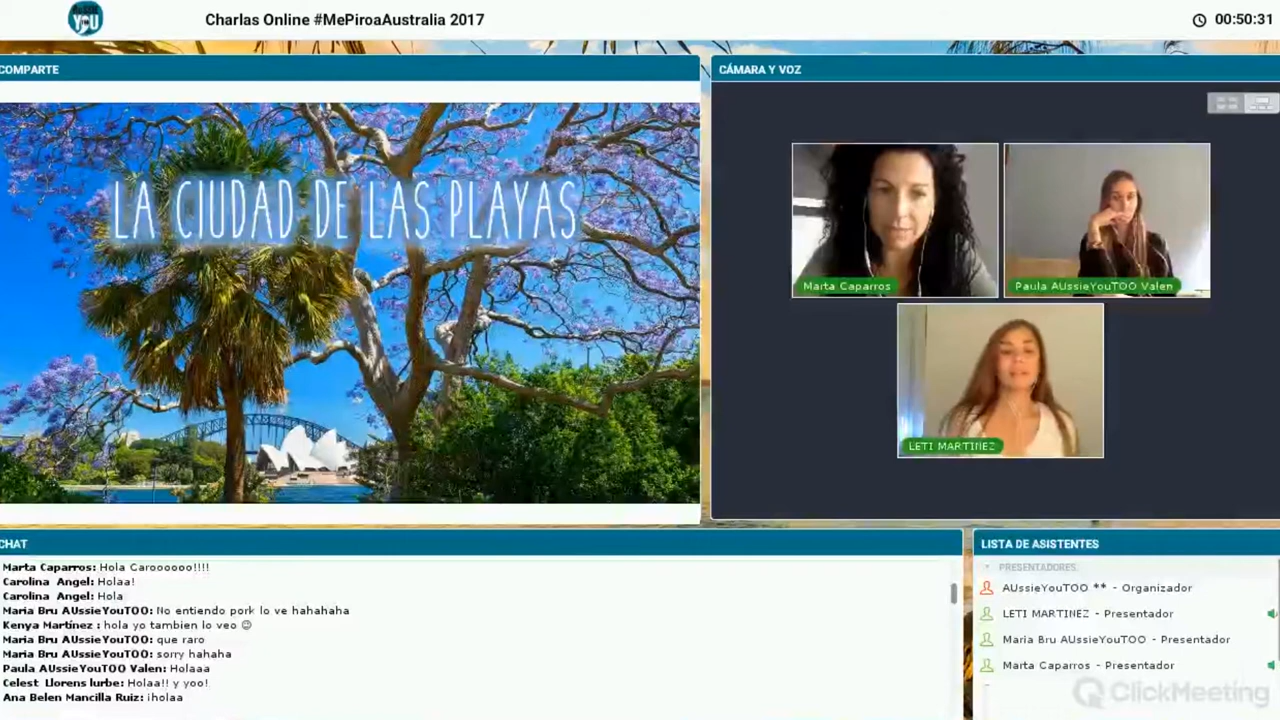 AUSSIE
YOU
Charlas Online #MePiroaAustralia 2017
00:50:31
COMPARTE
CÁMARA Y VOZ
LA CIUDAD DE LAS PLAYAS
Marta Caparros
Paula AUssieYouTOO Valen
LETI MARTINEZ
CHAT
Marta Caparros: Hola Caroooooo!!!!
Carolina Angel: Holaa!
Carolina Angel: Hola
Maria Bru AUssieYouTOO: No entiendo pork lo ve hahahaha
Kenya Martínez : hola yo tambien lo veo ☺
Maria Bru AUssieYouTOO: que raro
Maria Bru AUssieYouTOO: sorry hahaha
Paula AUssieYouTOO Valen: Holaaa
Celest Llorens Iurbe: Holaa!! y yoo!
Ana Belen Mancilla Ruiz: ¡holaa
LISTA DE ASISTENTES
PRESENTADORES
AUssieYouTOO ** - Organizador
LETI MARTINEZ - Presentador
Maria Bru AUssieYouTOO - Presentador
Marta Caparros - Presentador
ClickMeeting